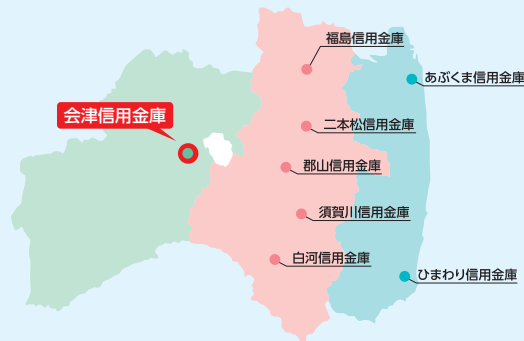 福島信用金庫
あぶくま信用金庫
会津信用金庫
二本松信用金庫
郡山信用金庫
須賀川信用金庫
白河信用金庫
ひまわり信用金庫